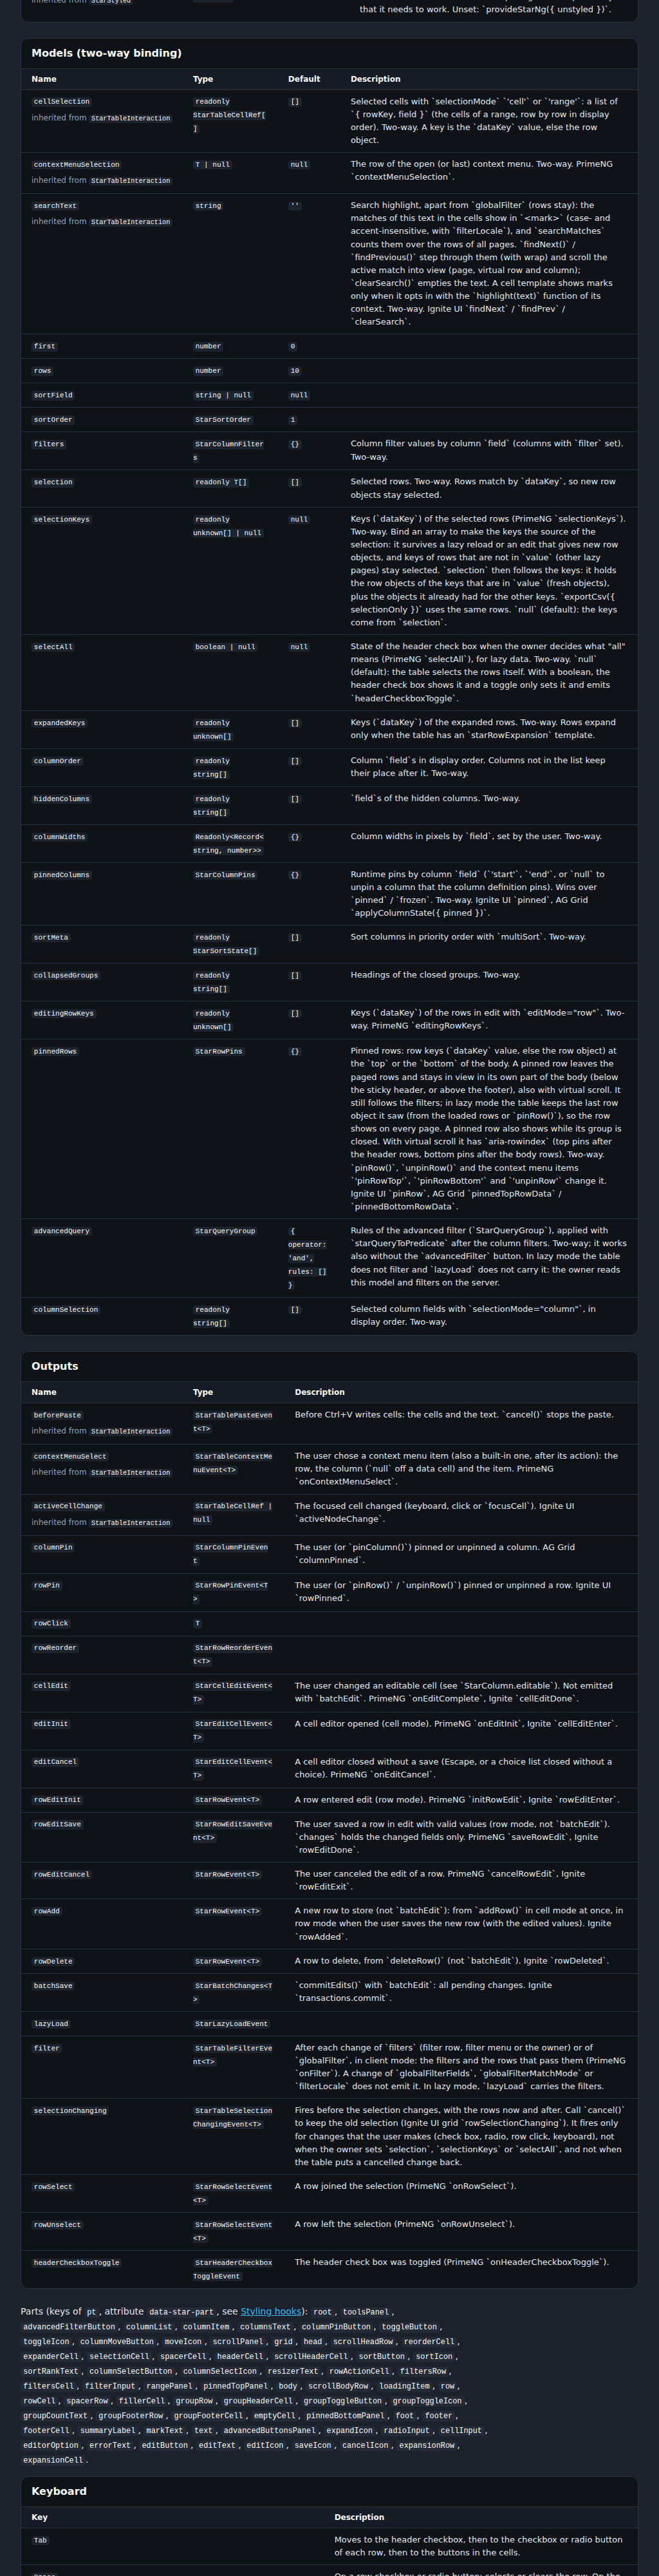 inherited from StarStyled
that it needs to work. Unset: `provideStarNg({ unstyled })`.
Models (two-way binding)
Name Type Default Description
cellSelection readonly StarTableCellRef[] [] Selected cells with `selectionMode` `'cell'` or `'range'`: a list of
inherited from StarTableInteraction `{ rowKey, field }` (the cells of a range, row by row in display
order). Two-way. A key is the `dataKey` value, else the row
object.
contextMenuSelection T | null null The row of the open (or last) context menu. Two-way. PrimeNG
inherited from StarTableInteraction `contextMenuSelection`.
searchText string '' Search highlight, apart from `globalFilter` (rows stay): the
inherited from StarTableInteraction matches of this text in the cells show in `<mark>` (case- and
accent-insensitive, with `filterLocale`), and `searchMatches`
counts them over the rows of all pages. `findNext()` /
`findPrevious()` step through them (with wrap) and scroll the
active match into view (page, virtual row and column);
`clearSearch()` empties the text. A cell template shows marks
only when it opts in with the `highlight(text)` function of its
context. Two-way. Ignite UI `findNext` / `findPrev` /
`clearSearch`.
first number 0
rows number 10
sortField string | null null
sortOrder StarSortOrder 1
filters StarColumnFilters {} Column filter values by column `field` (columns with `filter` set).
Two-way.
selection readonly T[] [] Selected rows. Two-way. Rows match by `dataKey`, so new row
objects stay selected.
selectionKeys readonly unknown[] | null null Keys (`dataKey`) of the selected rows (PrimeNG `selectionKeys`).
Two-way. Bind an array to make the keys the source of the
selection: it survives a lazy reload or an edit that gives new row
objects, and keys of rows that are not in `value` (other lazy
pages) stay selected. `selection` then follows the keys: it holds
the row objects of the keys that are in `value` (fresh objects),
plus the objects it already had for the other keys. `exportCsv({
selectionOnly })` uses the same rows. `null` (default): the keys
come from `selection`.
selectAll boolean | null null State of the header check box when the owner decides what "all"
means (PrimeNG `selectAll`), for lazy data. Two-way. `null`
(default): the table selects the rows itself. With a boolean, the
header check box shows it and a toggle only sets it and emits
`headerCheckboxToggle`.
expandedKeys readonly unknown[] [] Keys (`dataKey`) of the expanded rows. Two-way. Rows expand
only when the table has an `starRowExpansion` template.
columnOrder readonly string[] [] Column `field`s in display order. Columns not in the list keep
their place after it. Two-way.
hiddenColumns readonly string[] [] `field`s of the hidden columns. Two-way.
columnWidths Readonly<Record<string, number>> {} Column widths in pixels by `field`, set by the user. Two-way.
pinnedColumns StarColumnPins {} Runtime pins by column `field` (`'start'`, `'end'`, or `null` to
unpin a column that the column definition pins). Wins over
`pinned` / `frozen`. Two-way. Ignite UI `pinned`, AG Grid
`applyColumnState({ pinned })`.
sortMeta readonly StarSortState[] [] Sort columns in priority order with `multiSort`. Two-way.
collapsedGroups readonly string[] [] Headings of the closed groups. Two-way.
editingRowKeys readonly unknown[] [] Keys (`dataKey`) of the rows in edit with `editMode="row"`. Two-
way. PrimeNG `editingRowKeys`.
pinnedRows StarRowPins {} Pinned rows: row keys (`dataKey` value, else the row object) at
the `top` or the `bottom` of the body. A pinned row leaves the
paged rows and stays in view in its own part of the body (below
the sticky header, or above the footer), also with virtual scroll. It
still follows the filters; in lazy mode the table keeps the last row
object it saw (from the loaded rows or `pinRow()`), so the row
shows on every page. A pinned row also shows while its group is
closed. With virtual scroll it has `aria-rowindex` (top pins after
the header rows, bottom pins after the body rows). Two-way.
`pinRow()`, `unpinRow()` and the context menu items
`'pinRowTop'`, `'pinRowBottom'` and `'unpinRow'` change it.
Ignite UI `pinRow`, AG Grid `pinnedTopRowData` /
`pinnedBottomRowData`.
advancedQuery StarQueryGroup { operator: 'and', rules: [] } Rules of the advanced filter (`StarQueryGroup`), applied with
`starQueryToPredicate` after the column filters. Two-way; it works
also without the `advancedFilter` button. In lazy mode the table
does not filter and `lazyLoad` does not carry it: the owner reads
this model and filters on the server.
columnSelection readonly string[] [] Selected column fields with `selectionMode="column"`, in
display order. Two-way.
Outputs
Name Type Description
beforePaste StarTablePasteEvent<T> Before Ctrl+V writes cells: the cells and the text. `cancel()` stops the paste.
inherited from StarTableInteraction
contextMenuSelect StarTableContextMenuEvent<T> The user chose a context menu item (also a built-in one, after its action): the
inherited from StarTableInteraction row, the column (`null` off a data cell) and the item. PrimeNG
`onContextMenuSelect`.
activeCellChange StarTableCellRef | null The focused cell changed (keyboard, click or `focusCell`). Ignite UI
inherited from StarTableInteraction `activeNodeChange`.
columnPin StarColumnPinEvent The user (or `pinColumn()`) pinned or unpinned a column. AG Grid
`columnPinned`.
rowPin StarRowPinEvent<T> The user (or `pinRow()` / `unpinRow()`) pinned or unpinned a row. Ignite UI
`rowPinned`.
rowClick T
rowReorder StarRowReorderEvent<T>
cellEdit StarCellEditEvent<T> The user changed an editable cell (see `StarColumn.editable`). Not emitted
with `batchEdit`. PrimeNG `onEditComplete`, Ignite `cellEditDone`.
editInit StarEditCellEvent<T> A cell editor opened (cell mode). PrimeNG `onEditInit`, Ignite `cellEditEnter`.
editCancel StarEditCellEvent<T> A cell editor closed without a save (Escape, or a choice list closed without a
choice). PrimeNG `onEditCancel`.
rowEditInit StarRowEvent<T> A row entered edit (row mode). PrimeNG `initRowEdit`, Ignite `rowEditEnter`.
rowEditSave StarRowEditSaveEvent<T> The user saved a row in edit with valid values (row mode, not `batchEdit`).
`changes` holds the changed fields only. PrimeNG `saveRowEdit`, Ignite
`rowEditDone`.
rowEditCancel StarRowEvent<T> The user canceled the edit of a row. PrimeNG `cancelRowEdit`, Ignite
`rowEditExit`.
rowAdd StarRowEvent<T> A new row to store (not `batchEdit`): from `addRow()` in cell mode at once, in
row mode when the user saves the new row (with the edited values). Ignite
`rowAdded`.
rowDelete StarRowEvent<T> A row to delete, from `deleteRow()` (not `batchEdit`). Ignite `rowDeleted`.
batchSave StarBatchChanges<T> `commitEdits()` with `batchEdit`: all pending changes. Ignite
`transactions.commit`.
lazyLoad StarLazyLoadEvent
filter StarTableFilterEvent<T> After each change of `filters` (filter row, filter menu or the owner) or of
`globalFilter`, in client mode: the filters and the rows that pass them (PrimeNG
`onFilter`). A change of `globalFilterFields`, `globalFilterMatchMode` or
`filterLocale` does not emit it. In lazy mode, `lazyLoad` carries the filters.
selectionChanging StarTableSelectionChangingEvent<T> Fires before the selection changes, with the rows now and after. Call `cancel()`
to keep the old selection (Ignite UI grid `rowSelectionChanging`). It fires only
for changes that the user makes (check box, radio, row click, keyboard), not
when the owner sets `selection`, `selectionKeys` or `selectAll`, and not when
the table puts a cancelled change back.
rowSelect StarRowSelectEvent<T> A row joined the selection (PrimeNG `onRowSelect`).
rowUnselect StarRowSelectEvent<T> A row left the selection (PrimeNG `onRowUnselect`).
headerCheckboxToggle StarHeaderCheckboxToggleEvent The header check box was toggled (PrimeNG `onHeaderCheckboxToggle`).
Parts (keys of pt, attribute data-star-part, see Styling hooks): root, toolsPanel,
advancedFilterButton, columnList, columnItem, columnsText, columnPinButton, toggleButton,
toggleIcon, columnMoveButton, moveIcon, scrollPanel, grid, head, scrollHeadRow, reorderCell,
expanderCell, selectionCell, spacerCell, headerCell, scrollHeaderCell, sortButton, sortIcon,
sortRankText, columnSelectButton, columnSelectIcon, resizerText, rowActionCell, filtersRow,
filtersCell, filterInput, rangePanel, pinnedTopPanel, body, scrollBodyRow, loadingItem, row,
rowCell, spacerRow, fillerCell, groupRow, groupHeaderCell, groupToggleButton, groupToggleIcon,
groupCountText, groupFooterRow, groupFooterCell, emptyCell, pinnedBottomPanel, foot, footer,
footerCell, summaryLabel, markText, text, advancedButtonsPanel, expandIcon, radioInput, cellInput,
editorOption, errorText, editButton, editText, editIcon, saveIcon, cancelIcon, expansionRow,
expansionCell.
Keyboard
Key Description
Tab Moves to the header checkbox, then to the checkbox or radio button
of each row, then to the buttons in the cells.